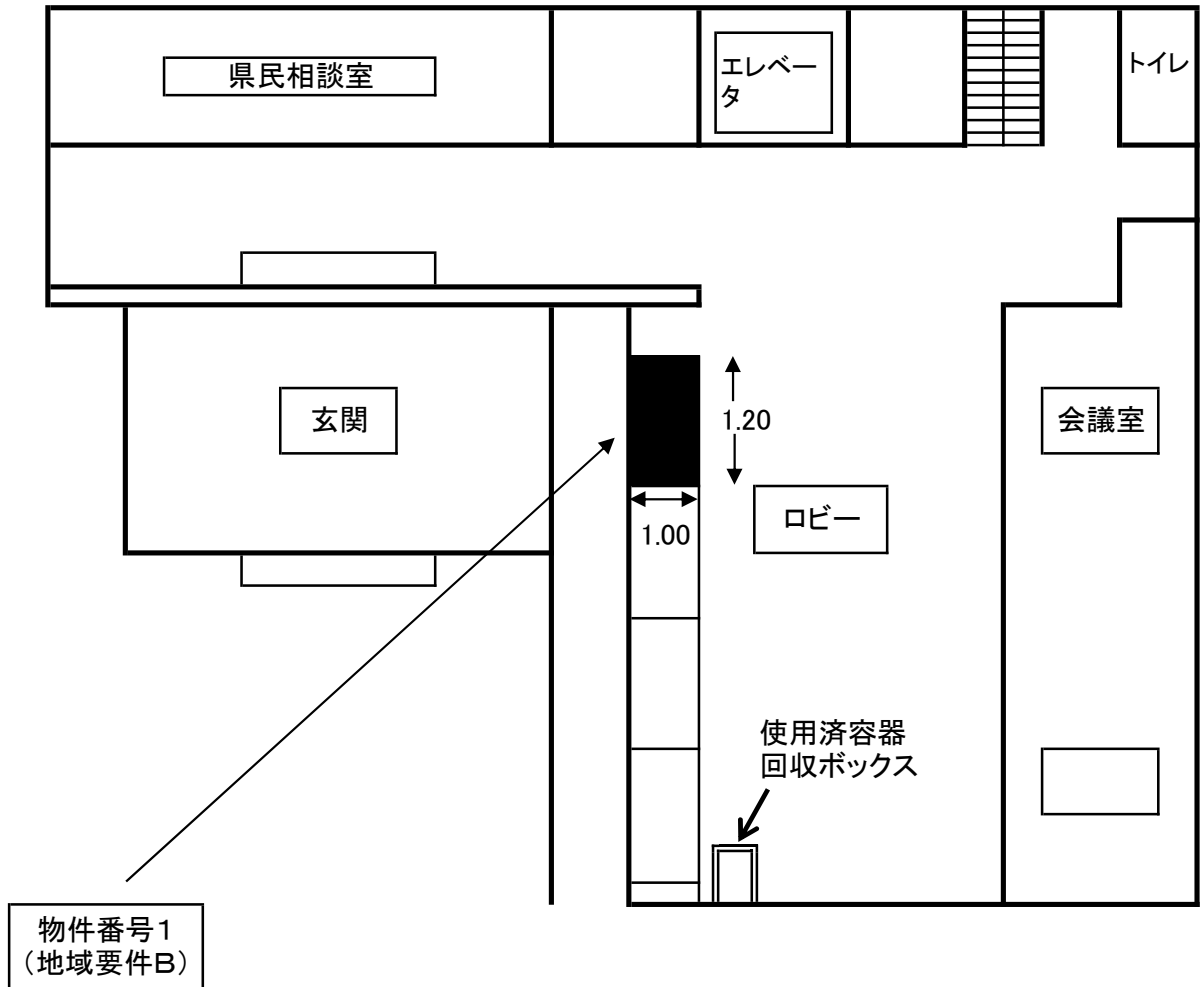 県民相談室
エレベー
タ
トイレ
玄関
1.20
会議室
ロビー
1.00
使用済容器
回収ボックス
物件番号１
（地域要件Ｂ）